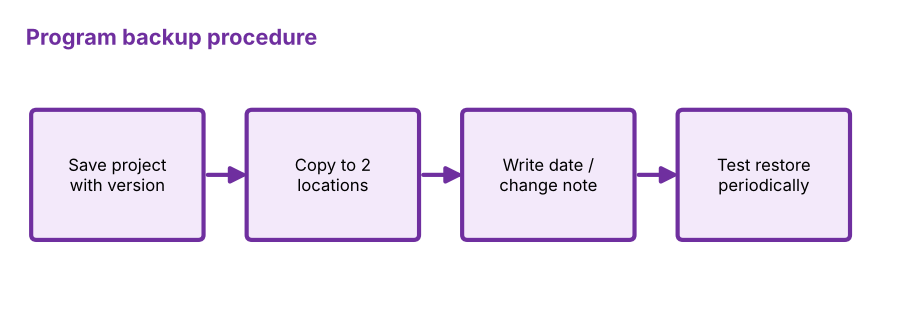 Program backup procedure
Save project
with version
Copy to 2
locations
Write date /
change note
Test restore
periodically